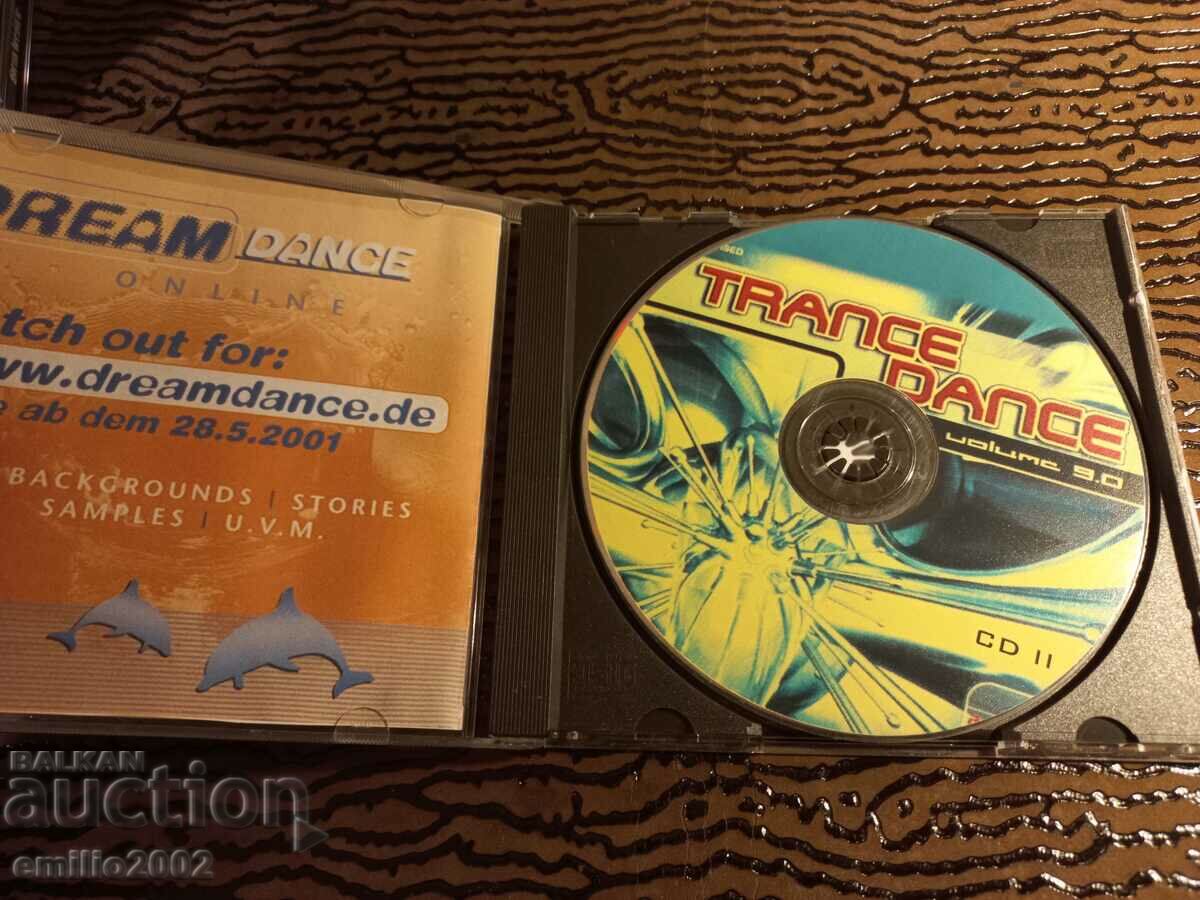 DREAM DANCE
ONLINE
tch out for:
ww.dreamdance.de
e ab dem 28.5.2001
BACKGROUNDS | STORIES
SAMPLES | U.V.M.
TRANCE
DANCE
volume 9.0
CD II
BALKAN
auction
emilio2002